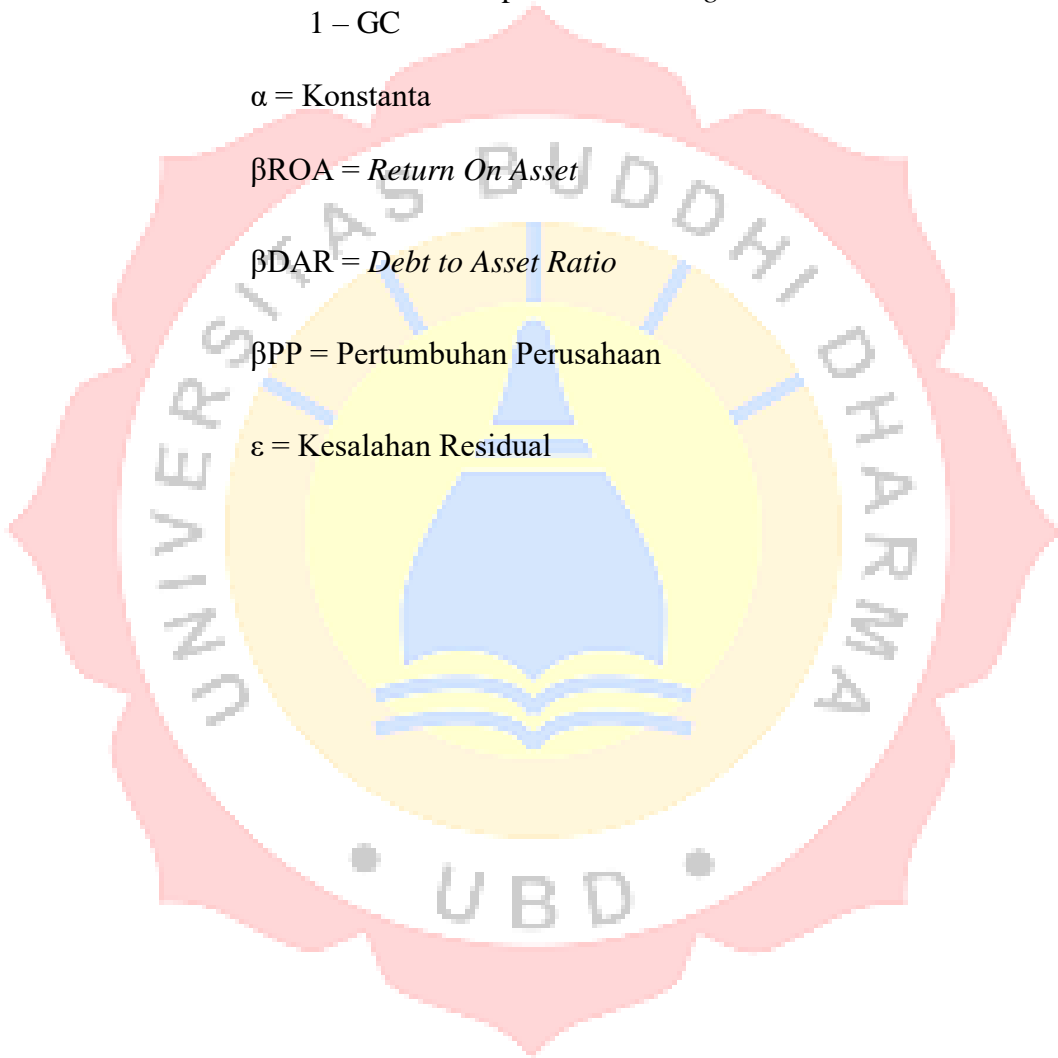 1 – GC
α = Konstanta
βROA = Return On Asset
βDAR = Debt to Asset Ratio
βPP = Pertumbuhan Perusahaan
ε = Kesalahan Residual
UNIVERSITAS BUDDHI DHARMA
• UBD •